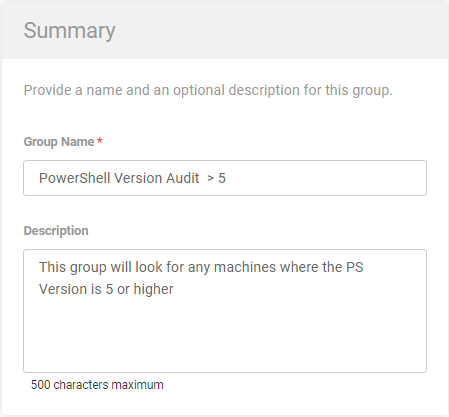 Summary
Provide a name and an optional description for this group.
Group Name *
PowerShell Version Audit  > 5
Description
This group will look for any machines where the PS
Version is 5 or higher
500 characters maximum